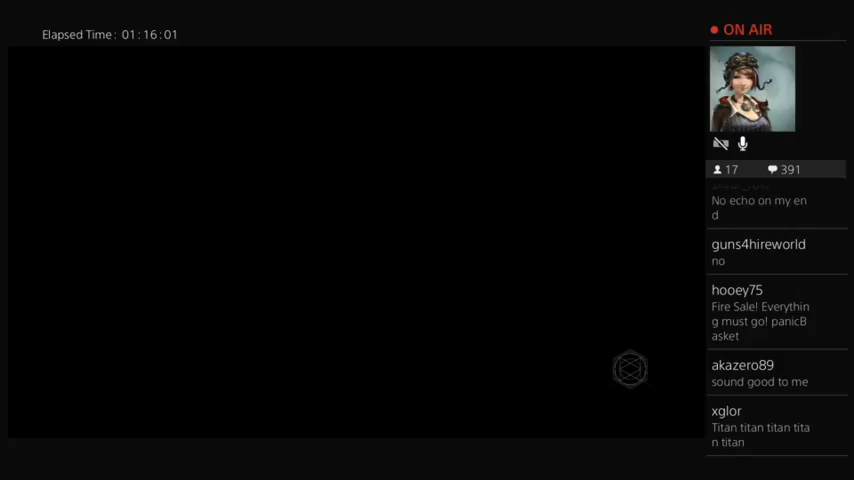 Elapsed Time: 01:16:01
ON AIR
17 391
No echo on my en
d
guns4hireworld
no
hooey75
Fire Sale! Everythin
g must go! panicB
asket
akazero89
sound good to me
xglor
Titan titan titan tita
n titan